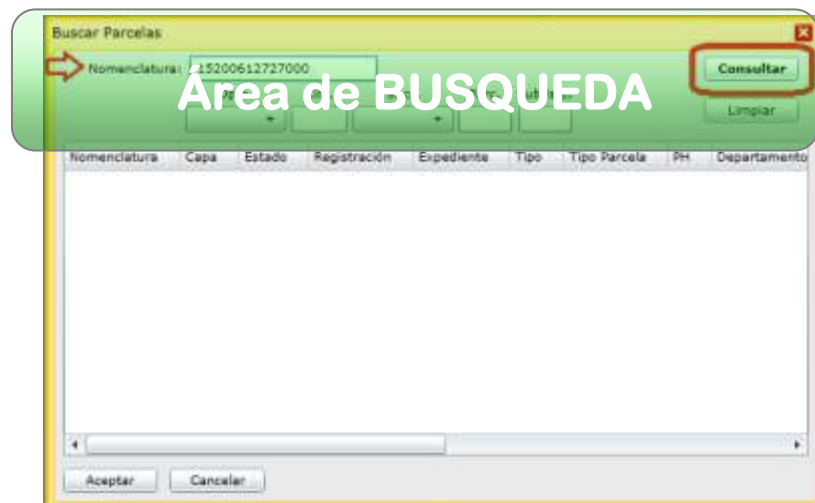 Buscar Parcelas
Nomenclatura: 15200612727000
Consultar
Área de BUSQUEDA
Limpiar
Nomenclatura Capa Estado Registración Expediente Tipo Tipo Parcela PH Departamento
Aceptar Cancelar